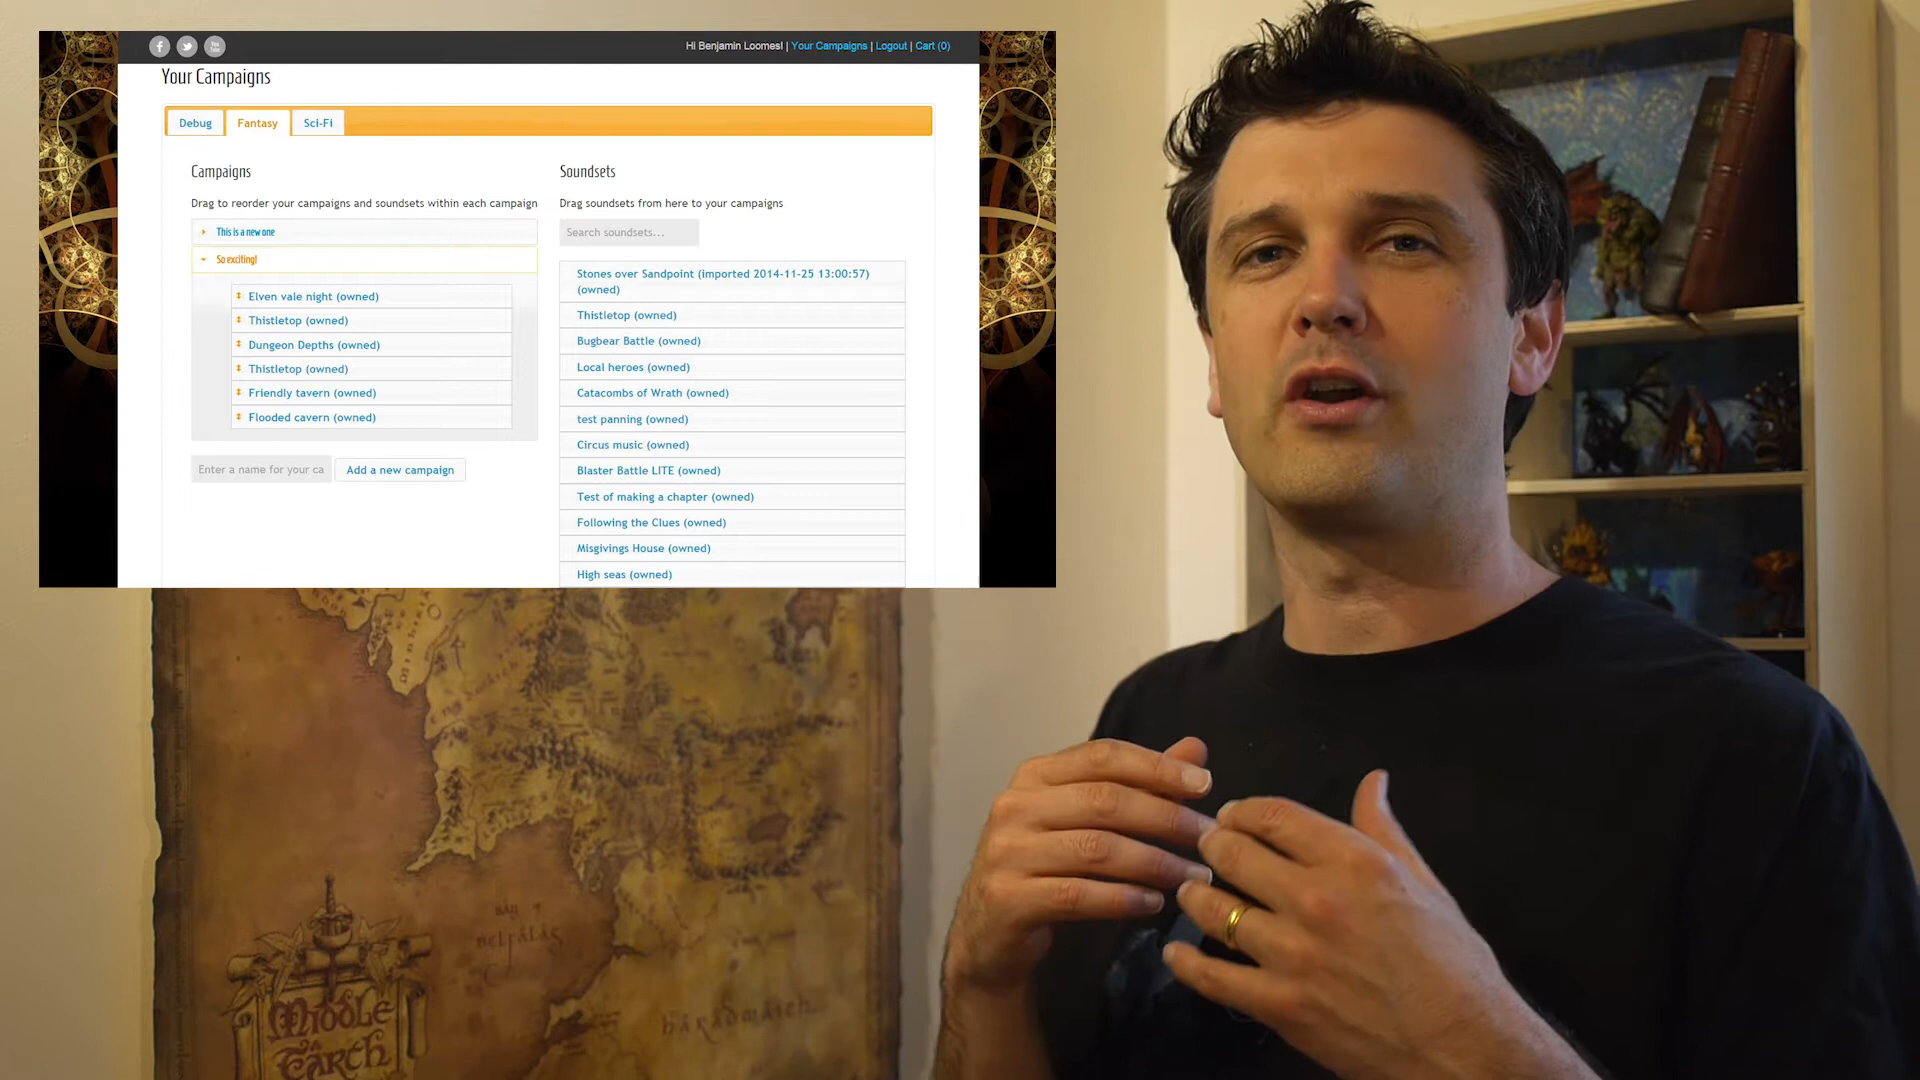 You Tube
Hi Benjamin Loomes! | Your Campaigns | Logout | Cart (0)
Your Campaigns
Debug
Fantasy
Sci-Fi
Campaigns
Drag to reorder your campaigns and soundsets within each campaign
This is a new one
So exciting!
Elven vale night (owned)
Thistletop (owned)
Dungeon Depths (owned)
Thistletop (owned)
Friendly tavern (owned)
Flooded cavern (owned)
Enter a name for your ca
Add a new campaign
Soundsets
Drag soundsets from here to your campaigns
Search soundsets...
Stones over Sandpoint (imported 2014-11-25 13:00:57)
(owned)
Thistletop (owned)
Bugbear Battle (owned)
Local heroes (owned)
Catacombs of Wrath (owned)
test panning (owned)
Circus music (owned)
Blaster Battle LITE (owned)
Test of making a chapter (owned)
Following the Clues (owned)
Misgivings House (owned)
High seas (owned)
Bay of
Belfalas
Haradwaith
Middle
Earth